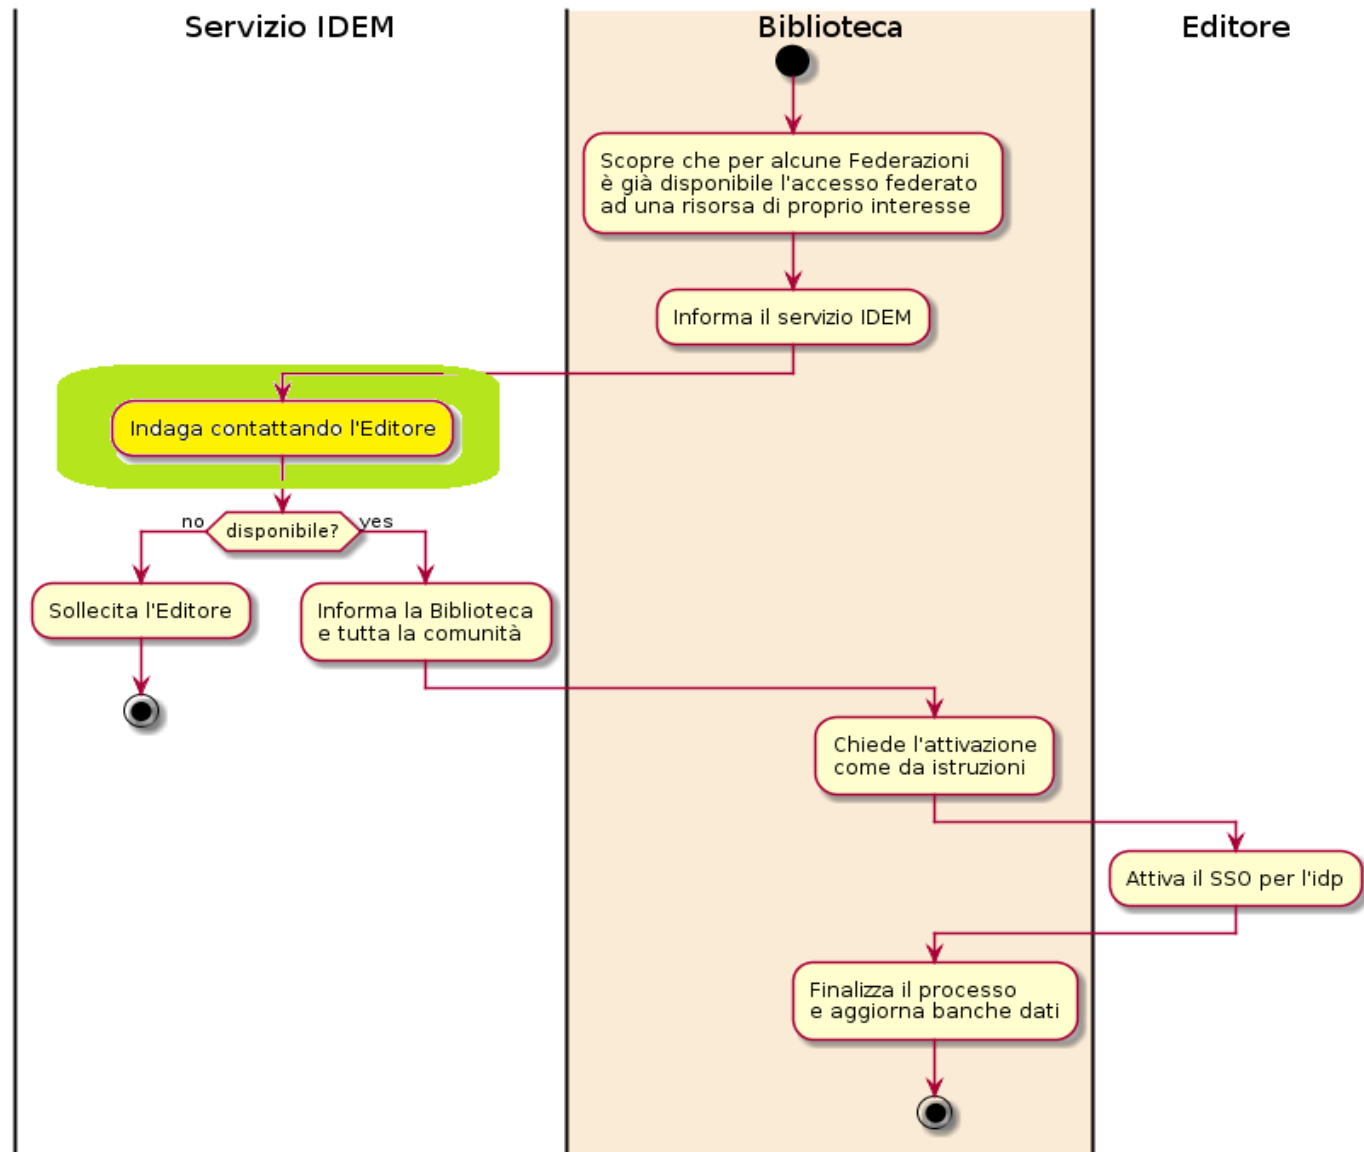 Servizio IDEM
Biblioteca
Editore
Scopre che per alcune Federazioni
è già disponibile l'accesso federato
ad una risorsa di proprio interesse
Informa il servizio IDEM
Indaga contattando l'Editore
no
disponibile?
yes
Sollecita l'Editore
Informa la Biblioteca
e tutta la comunità
Chiede l'attivazione
come da istruzioni
Attiva il SSO per l'idp
Finalizza il processo
e aggiorna banche dati